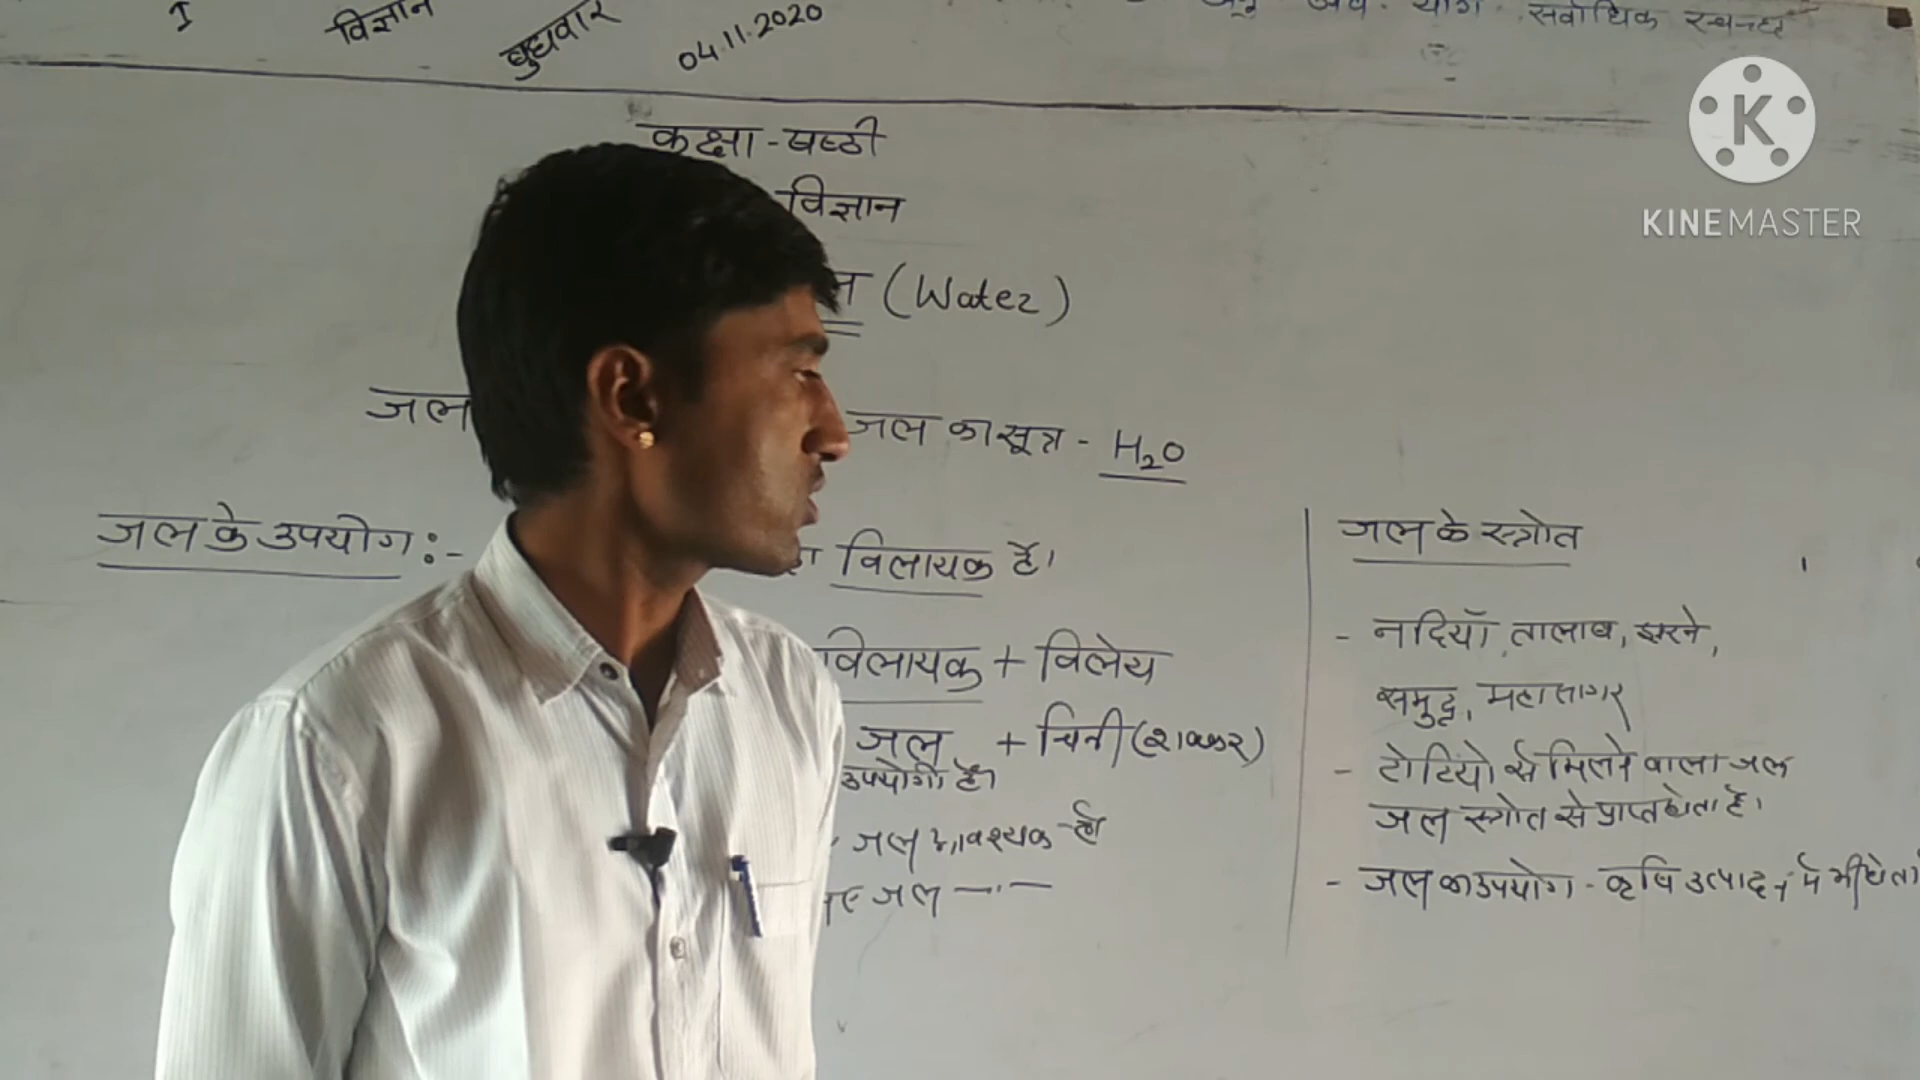 I विज्ञान बुधवार 04.11.2020
सर्वाधिक
K
KINEMASTER
कक्षा - षष्ठी
विज्ञान
(Water)
जल जल का सूत्र - H₂O
जल के उपयोग :- विलायक है।
विलायक + विलेय
जल + चिनी (शक्कर)
उपयोगी है।
जल आवश्यक
जल —〃—
जल के स्त्रोत
- नदियाँ, तालाब, झरने,
समुद्र, महासागर
- टोटियो से मिलने वाला जल
जल स्त्रोत से प्राप्त होता है।
- जल का उपयोग - कृषि उत्पादन में भी